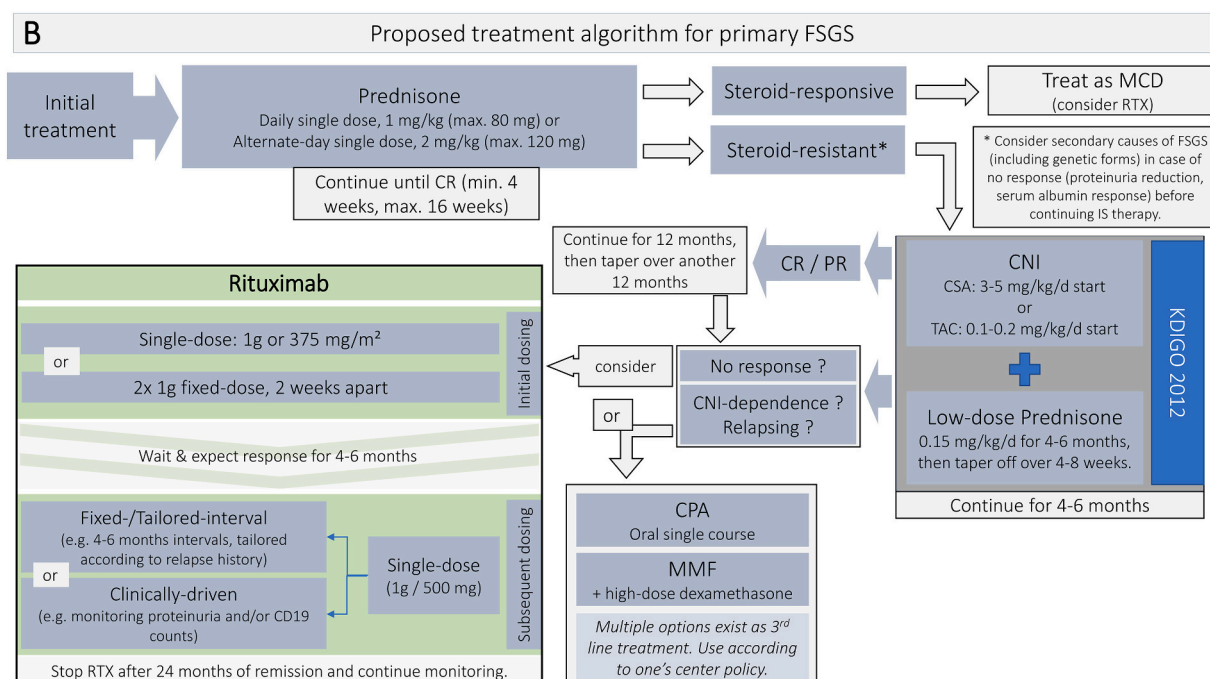 B
Proposed treatment algorithm for primary FSGS
Initial
treatment
Prednisone
Daily single dose, 1 mg/kg (max. 80 mg) or
Alternate-day single dose, 2 mg/kg (max. 120 mg)
Continue until CR (min. 4
weeks, max. 16 weeks)
Steroid-responsive
Steroid-resistant*
Treat as MCD
(consider RTX)
* Consider secondary causes of FSGS
(including genetic forms) in case of
no response (proteinuria reduction,
serum albumin response) before
continuing IS therapy.
CNI
CSA: 3-5 mg/kg/d start
or
TAC: 0.1-0.2 mg/kg/d start
Low-dose Prednisone
0.15 mg/kg/d for 4-6 months,
then taper off over 4-8 weeks.
KDIGO 2012
Continue for 4-6 months
CR / PR
Continue for 12 months,
then taper over another
12 months
No response ?
CNI-dependence ?
Relapsing ?
consider
or
Rituximab
Single-dose: 1g or 375 mg/m²
or
2x 1g fixed-dose, 2 weeks apart
Initial dosing
Wait & expect response for 4-6 months
Fixed-/Tailored-interval
(e.g. 4-6 months intervals, tailored
according to relapse history)
or
Clinically-driven
(e.g. monitoring proteinuria and/or CD19
counts)
Single-dose
(1g / 500 mg)
Subsequent dosing
Stop RTX after 24 months of remission and continue monitoring.
CPA
Oral single course
MMF
+ high-dose dexamethasone
Multiple options exist as 3rd
line treatment. Use according
to one's center policy.